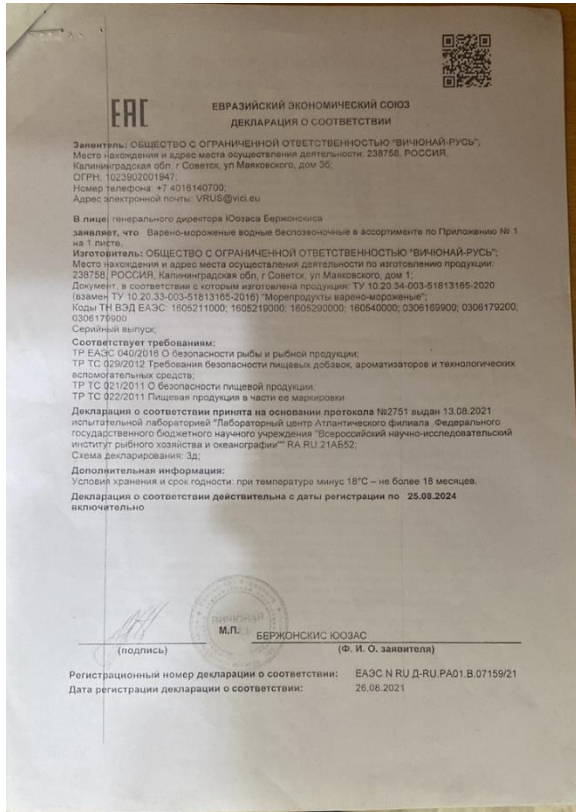 ЕАС
ЕВРАЗИЙСКИЙ ЭКОНОМИЧЕСКИЙ СОЮЗ
ДЕКЛАРАЦИЯ О СООТВЕТСТВИИ
Заявитель: ОБЩЕСТВО С ОГРАНИЧЕННОЙ ОТВЕТСТВЕННОСТЬЮ "ВИЧЮНАЙ-РУСЬ";
Место нахождения и адрес места осуществления деятельности: 238758, РОССИЯ,
Калининградская обл, г Советск, ул Маяковского, дом 3б;
ОГРН: 1023902001947;
Номер телефона: +7 4016140700;
Адрес электронной почты: VRUS@vici.eu
В лице: генерального директора Юозаса Бержонскиса
заявляет, что Варено-мороженые водные беспозвоночные в ассортименте по Приложению № 1
на 1 листе,
Изготовитель: ОБЩЕСТВО С ОГРАНИЧЕННОЙ ОТВЕТСТВЕННОСТЬЮ "ВИЧЮНАЙ-РУСЬ";
Место нахождения и адрес места осуществления деятельности по изготовлению продукции:
238758, РОССИЯ, Калининградская обл, г Советск, ул Маяковского, дом 1;
Документ, в соответствии с которым изготовлена продукция: ТУ 10.20.34-003-51813165-2020
(взамен ТУ 10.20.33-003-51813165-2016) "Морепродукты варено-мороженые";
Коды ТН ВЭД ЕАЭС: 1605211000; 1605219000; 1605290000; 160540000; 0306169900; 0306179200;
0306179900
Серийный выпуск;
Соответствует требованиям:
ТР ЕАЭС 040/2016 О безопасности рыбы и рыбной продукции;
ТР ТС 029/2012 Требования безопасности пищевых добавок, ароматизаторов и технологических
вспомогательных средств;
ТР ТС 021/2011 О безопасности пищевой продукции;
ТР ТС 022/2011 Пищевая продукция в части ее маркировки
Декларация о соответствии принята на основании протокола №2751 выдан 13.08.2021
испытательной лабораторией "Лабораторный центр Атлантического филиала Федерального
государственного бюджетного научного учреждения "Всероссийский научно-исследовательский
институт рыбного хозяйства и океанографии"" RA.RU.21АБ52;
Схема декларирования: 3д;
Дополнительная информация:
Условия хранения и срок годности: при температуре минус 18°С – не более 18 месяцев.
Декларация о соответствии действительна с даты регистрации по 25.08.2024
включительно
ВИЧЮНАЙ
М.П.
БЕРЖОНСКИС ЮОЗАС
(подпись) (Ф. И. О. заявителя)
Регистрационный номер декларации о соответствии: ЕАЭС N RU Д-RU.РА01.В.07159/21
Дата регистрации декларации о соответствии: 26.08.2021